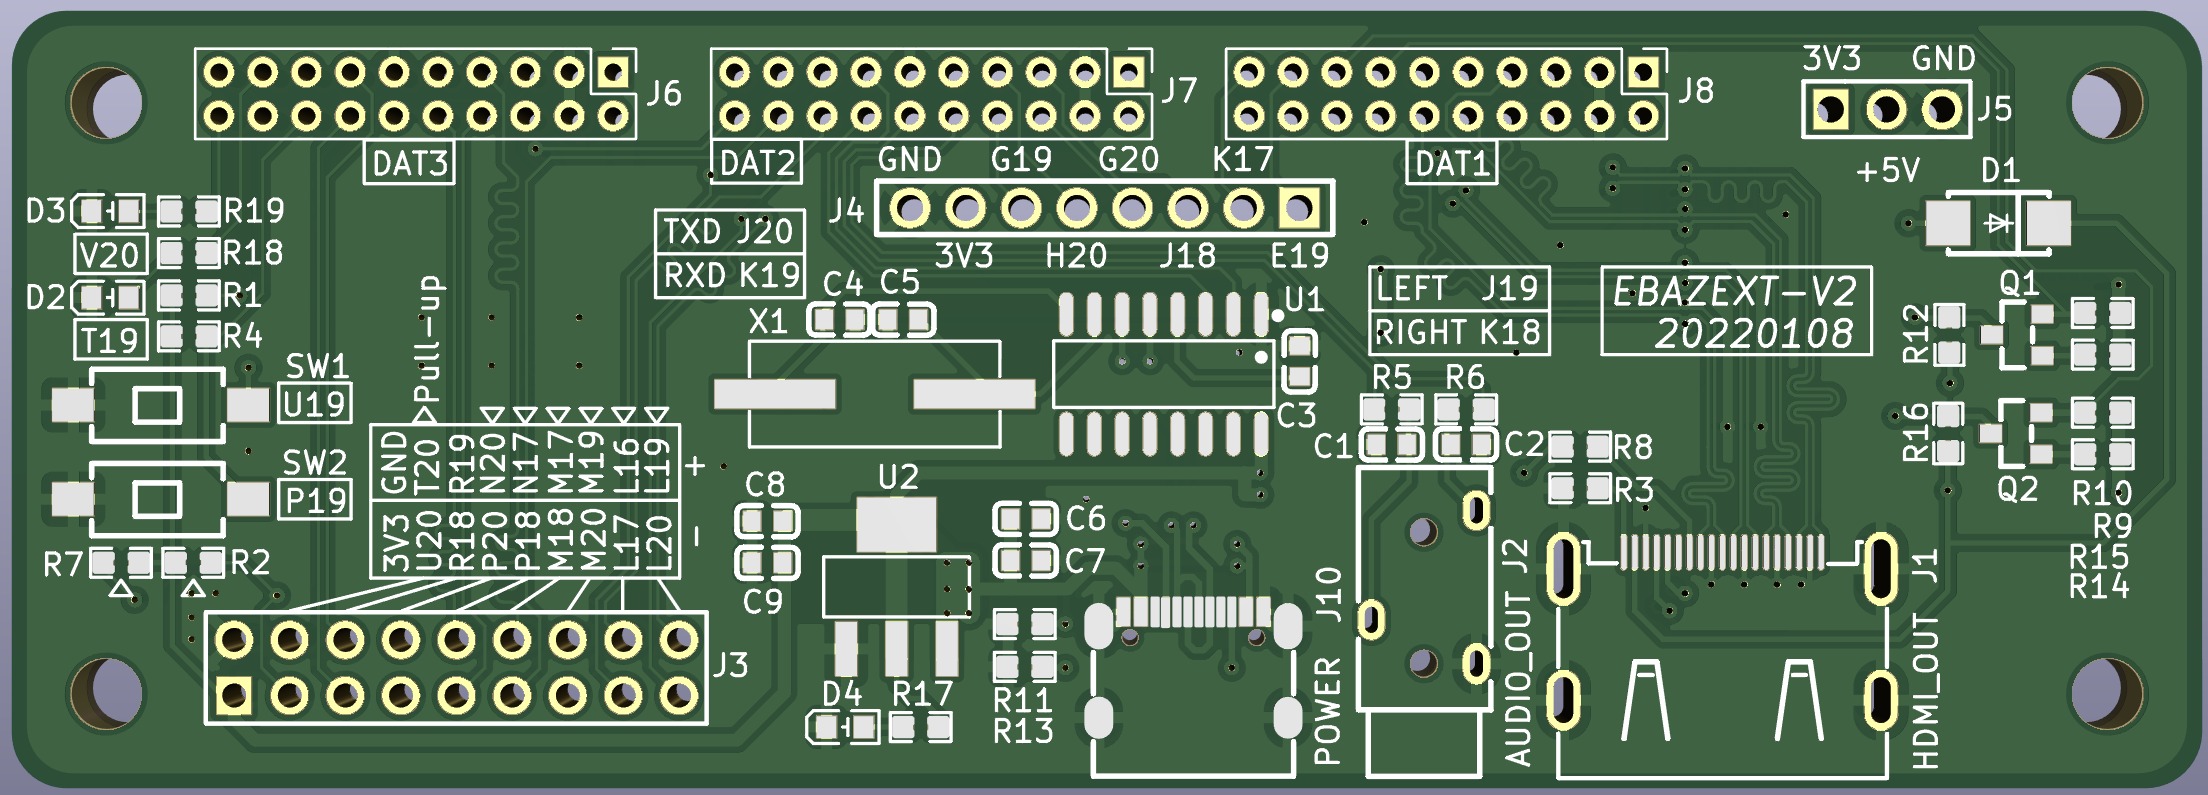 3V3 GND
J6 J7 J8 J5
DAT3 DAT2 GND G19 G20 K17 DAT1
+5V D1
D3 R19 J4
TXD J20
V20 R18
3V3 H20 J18 E19
RXD K19
D2 R1 C4 C5 U1
LEFT J19 EBAZEXT-V2
Q1
T19 R4 X1
RIGHT K18 20220108
R12
Pull-up
SW1 R5 R6
U19 C3
R16
C1 C2 R8
GND T20 R19 N20 N17 M17 M19 L16 L19 +
SW2 U2
P19 C8 R3 Q2
R10
3V3 U20 R18 P20 P18 M18 M20 L17 L20 -
C6
R9
R7 R2 C7 J2 J1 R15
C9 J10 R14
J3
D4 R17 R11
R13
POWER
AUDIO_OUT
HDMI_OUT